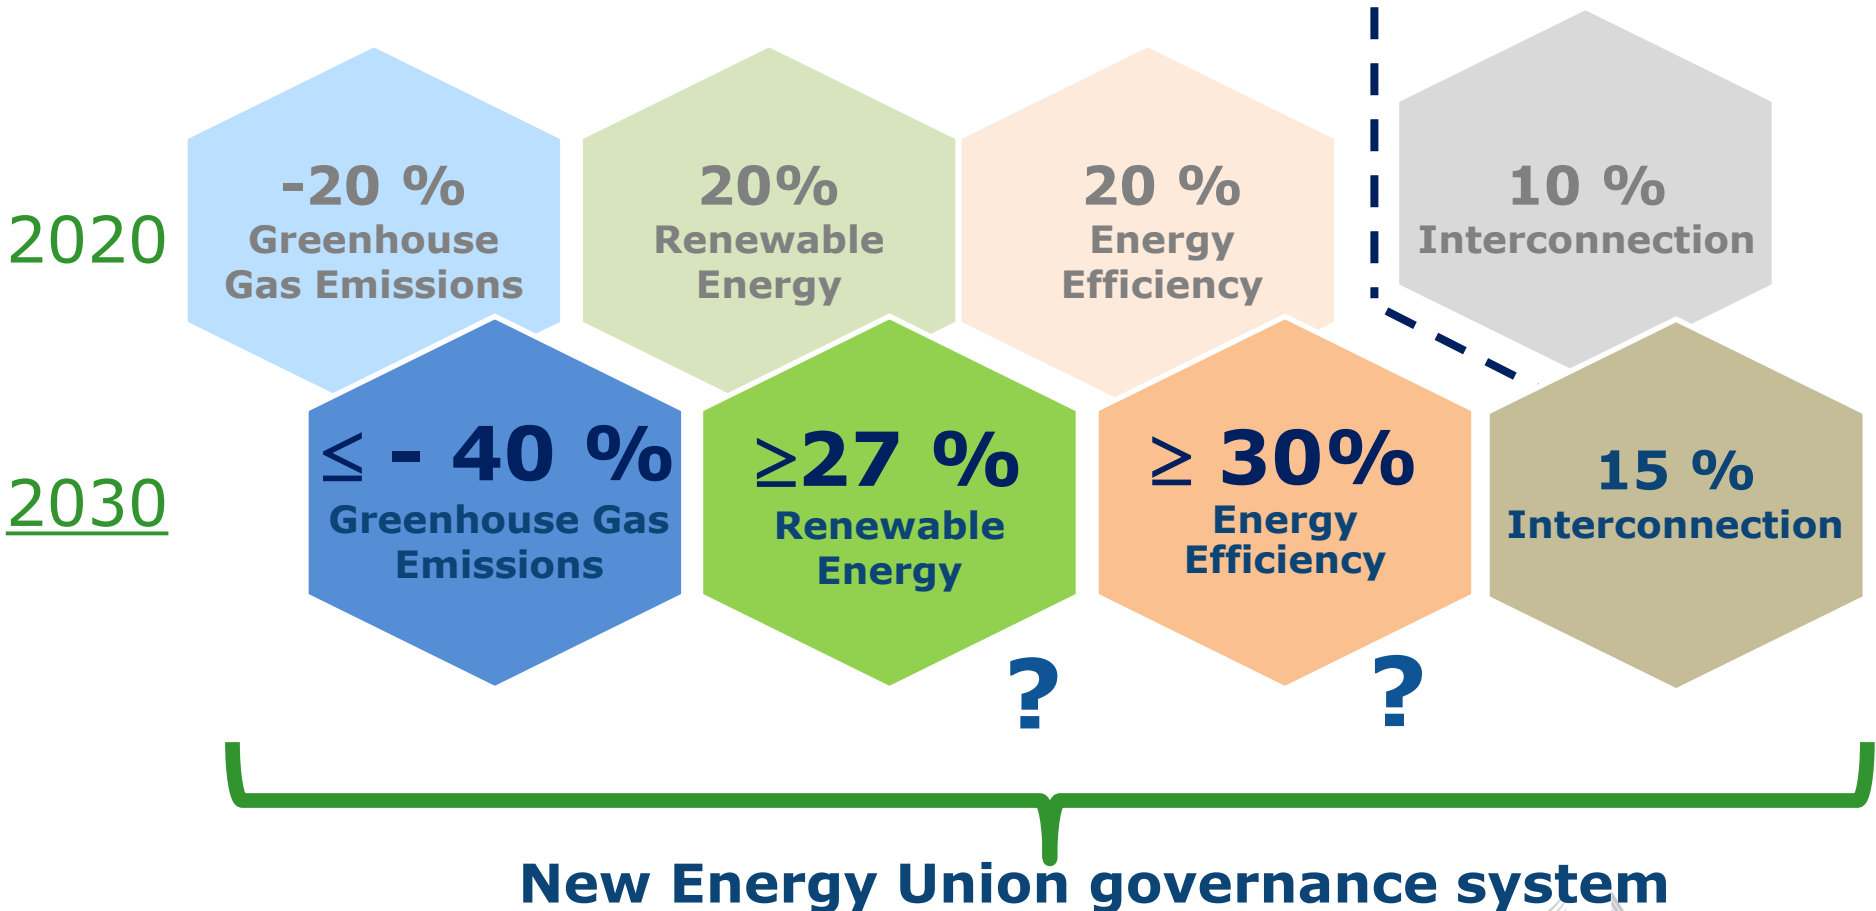 2020
-20 %
Greenhouse
Gas Emissions
20%
Renewable
Energy
20 %
Energy
Efficiency
10 %
Interconnection
2030
≤ - 40 %
Greenhouse Gas
Emissions
≥27 %
Renewable
Energy
?
≥ 30%
Energy
Efficiency
?
15 %
Interconnection
New Energy Union governance system